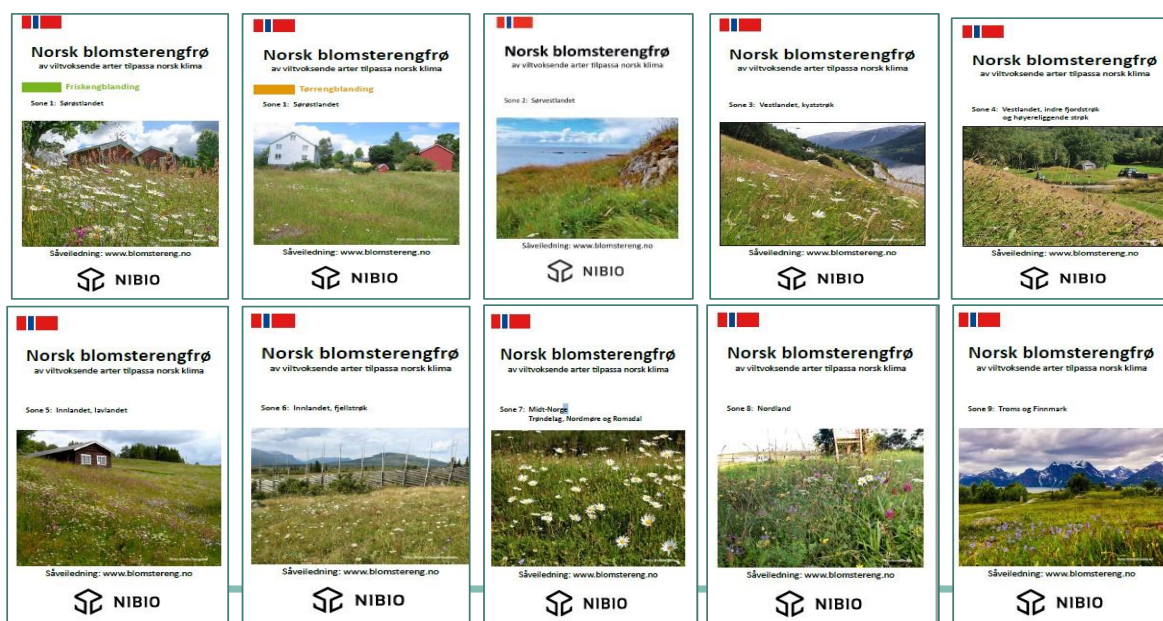 Norsk blomsterengfrø
av viltvoksende arter tilpassa norsk klima
Friskengblanding
Sone 1: Sørøstlandet
Såveiledning: www.blomstereng.no
NIBIO
Norsk blomsterengfrø
av viltvoksende arter tilpassa norsk klima
Tørrengblanding
Sone 1: Sørøstlandet
Såveiledning: www.blomstereng.no
NIBIO
Norsk blomsterengfrø
av viltvoksende arter tilpassa norsk klima
Sone 2: Sørvestlandet
Såveiledning: www.blomstereng.no
NIBIO
Norsk blomsterengfrø
av viltvoksende arter tilpassa norsk klima
Sone 3: Vestlandet, kyststrøk
Såveiledning: www.blomstereng.no
NIBIO
Norsk blomsterengfrø
av viltvoksende arter tilpassa norsk klima
Sone 4: Vestlandet, indre fjordstrøk
og høyereliggende strøk
Såveiledning: www.blomstereng.no
NIBIO
Norsk blomsterengfrø
av viltvoksende arter tilpassa norsk klima
Sone 5: Innlandet, lavlandet
Såveiledning: www.blomstereng.no
NIBIO
Norsk blomsterengfrø
av viltvoksende arter tilpassa norsk klima
Sone 6: Innlandet, fjellstrøk
Såveiledning: www.blomstereng.no
NIBIO
Norsk blomsterengfrø
av viltvoksende arter tilpassa norsk klima
Sone 7: Midt-Norge
Trøndelag, Nordmøre og Romsdal
Såveiledning: www.blomstereng.no
NIBIO
Norsk blomsterengfrø
av viltvoksende arter tilpassa norsk klima
Sone 8: Nordland
Såveiledning: www.blomstereng.no
NIBIO
Norsk blomsterengfrø
av viltvoksende arter tilpassa norsk klima
Sone 9: Troms og Finnmark
Såveiledning: www.blomstereng.no
NIBIO